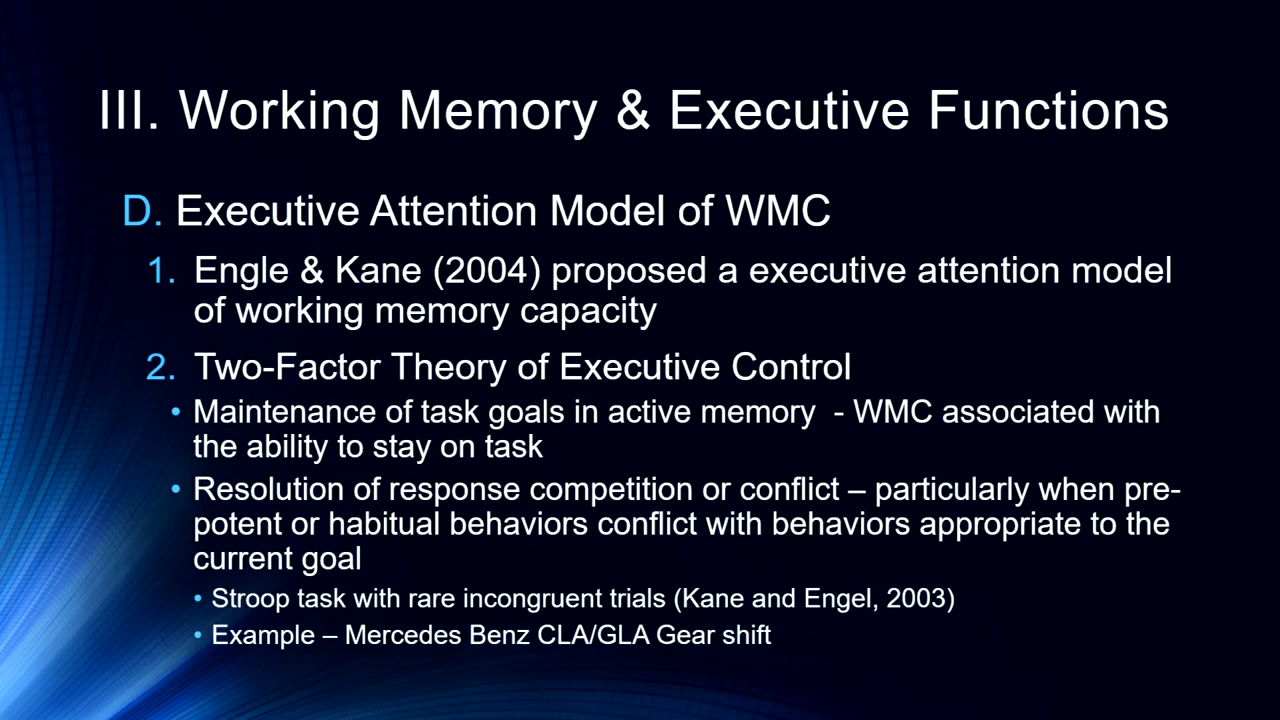 III. Working Memory & Executive Functions
D. Executive Attention Model of WMC
1. Engle & Kane (2004) proposed a executive attention model
of working memory capacity
2. Two-Factor Theory of Executive Control
• Maintenance of task goals in active memory - WMC associated with
the ability to stay on task
• Resolution of response competition or conflict – particularly when pre-
potent or habitual behaviors conflict with behaviors appropriate to the
current goal
• Stroop task with rare incongruent trials (Kane and Engel, 2003)
• Example – Mercedes Benz CLA/GLA Gear shift